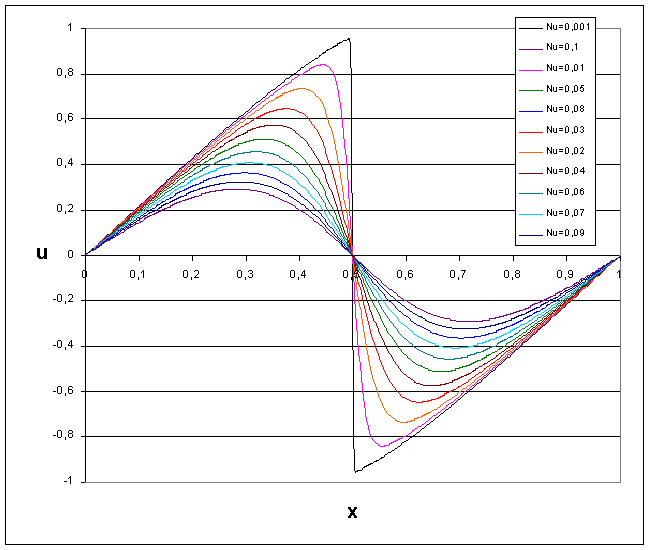 1
0,8
0,6
0,4
0,2
0
-0,2
-0,4
-0,6
-0,8
-1
u
0 0,1 0,2 0,3 0,4 0,5 0,6 0,7 0,8 0,9 1
x
Nu=0,001
Nu=0,1
Nu=0,01
Nu=0,05
Nu=0,08
Nu=0,03
Nu=0,02
Nu=0,04
Nu=0,06
Nu=0,07
Nu=0,09